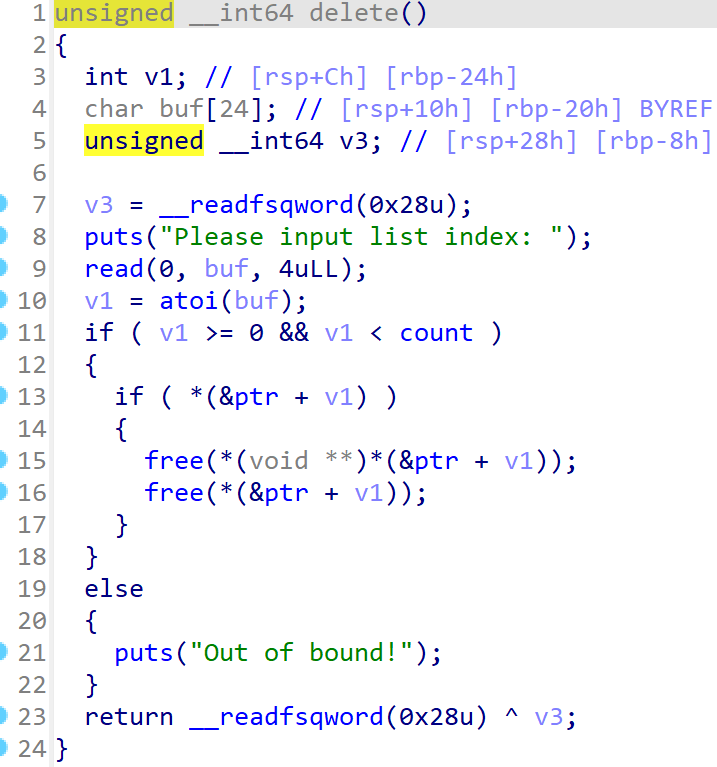 1 unsigned __int64 delete()
2 {
3   int v1; // [rsp+Ch] [rbp-24h]
4   char buf[24]; // [rsp+10h] [rbp-20h] BYREF
5   unsigned __int64 v3; // [rsp+28h] [rbp-8h]
6
7   v3 = __readfsqword(0x28u);
8   puts("Please input list index: ");
9   read(0, buf, 4uLL);
10   v1 = atoi(buf);
11   if ( v1 >= 0 && v1 < count )
12   {
13     if ( *(&ptr + v1) )
14     {
15       free(*(void **)*(&ptr + v1));
16       free(*(&ptr + v1));
17     }
18   }
19   else
20   {
21     puts("Out of bound!");
22   }
23   return __readfsqword(0x28u) ^ v3;
24 }